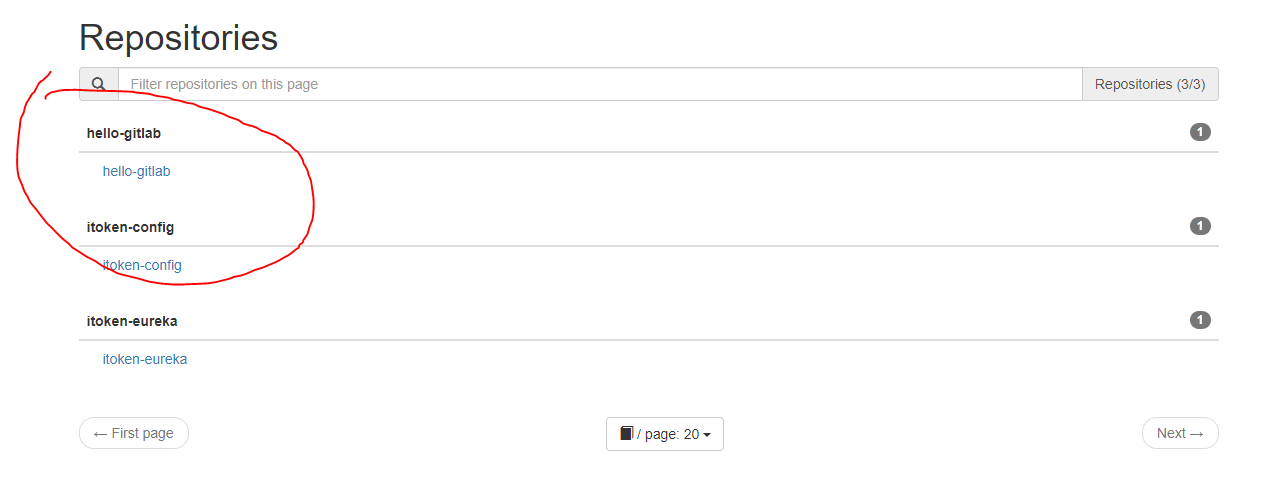 Repositories
Filter repositories on this page Repositories (3/3)
hello-gitlab 1
hello-gitlab
itoken-config 1
itoken-config
itoken-eureka 1
itoken-eureka
← First page / page: 20 Next →